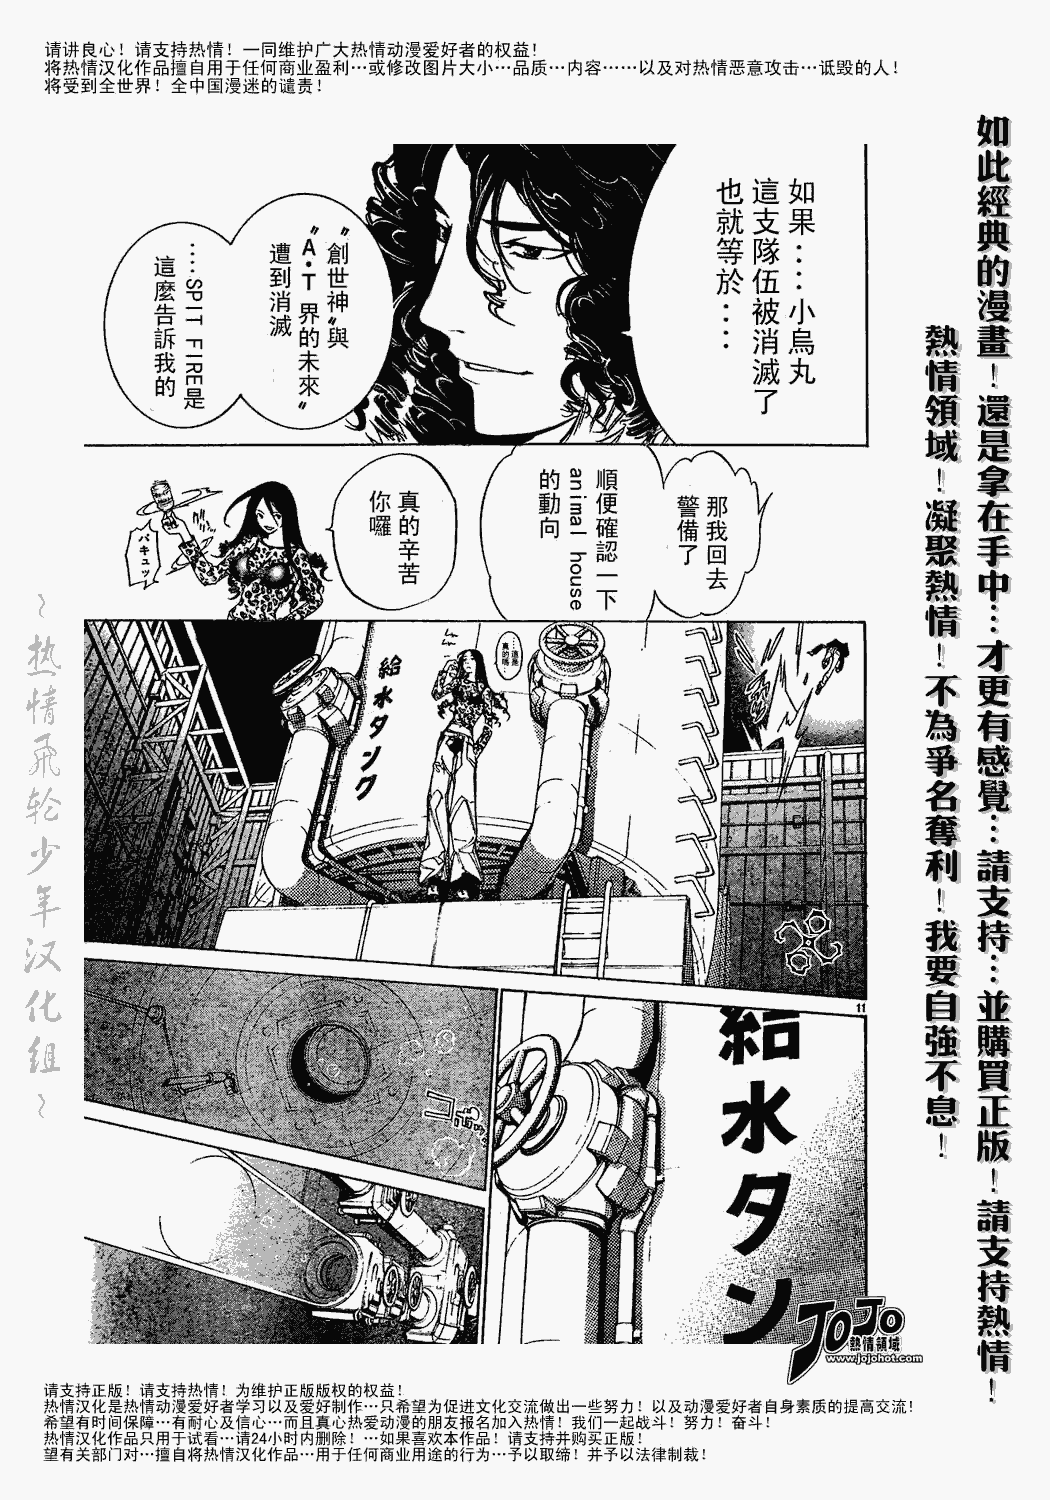 请讲良心！请支持热情！一同维护广大热情动漫爱好者的权益！
将热情汉化作品擅自用于任何商业盈利…或修改图片大小…品质…内容……以及对热情恶意攻击…诋毁的人！
将受到全世界！全中国漫迷的谴责！
如此經典的漫畫！還是拿在手中…才更有感覺…請支持…並購買正版！請支持熱情！
熱情領域！凝聚熱情！不為爭名奪利！我要自強不息！
如果‥‥小烏丸
這支隊伍被消滅了
也就等於‥‥
〝創世神〞與
〝A・T 界的未來〞
遭到消滅
‥‥SPIT FIRE是
這麼告訴我的
那我回去
警備了
順便確認一下
animal house
的動向
真的辛苦
你囉
バキュッ
…這是
真的嗎…
給水タンク
11
給水タン
～热情飛轮少年汉化组～
JOJO
熱情領域
www.jojohot.com
请支持正版！请支持热情！为维护正版版权的权益！
热情汉化是热情动漫爱好者学习以及爱好制作…只希望为促进文化交流做出一些努力！以及动漫爱好者自身素质的提高交流！
希望有时间保障…有耐心及信心…而且真心热爱动漫的朋友报名加入热情！我们一起战斗！努力！奋斗！
热情汉化作品只用于试看…请24小时内删除！…如果喜欢本作品！请支持并购买正版！
望有关部门对…擅自将热情汉化作品…用于任何商业用途的行为…予以取缔！并予以法律制裁！